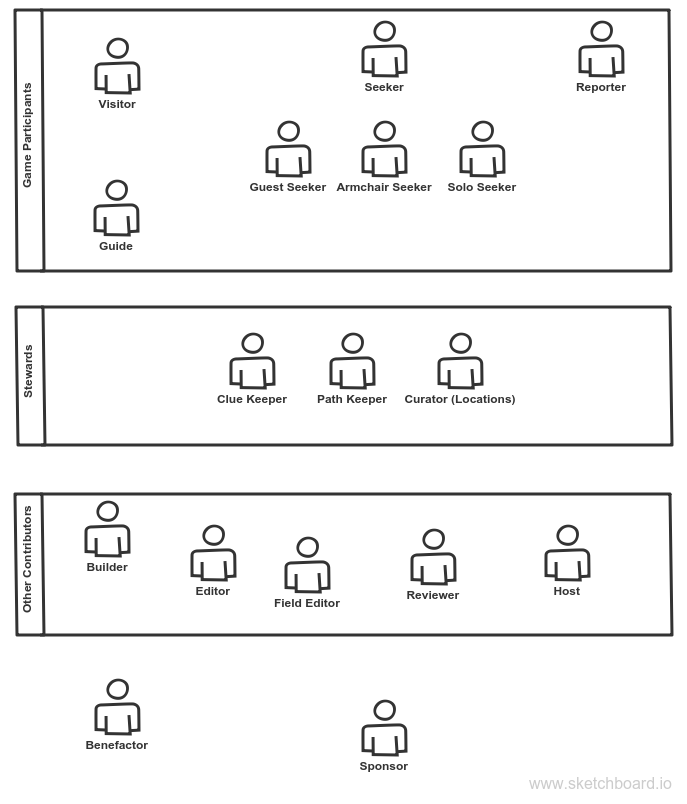 Game Participants
Visitor
Seeker
Reporter
Guest Seeker
Armchair Seeker
Solo Seeker
Guide
Stewards
Clue Keeper
Path Keeper
Curator (Locations)
Other Contributors
Builder
Editor
Field Editor
Reviewer
Host
Benefactor
Sponsor
www.sketchboard.io